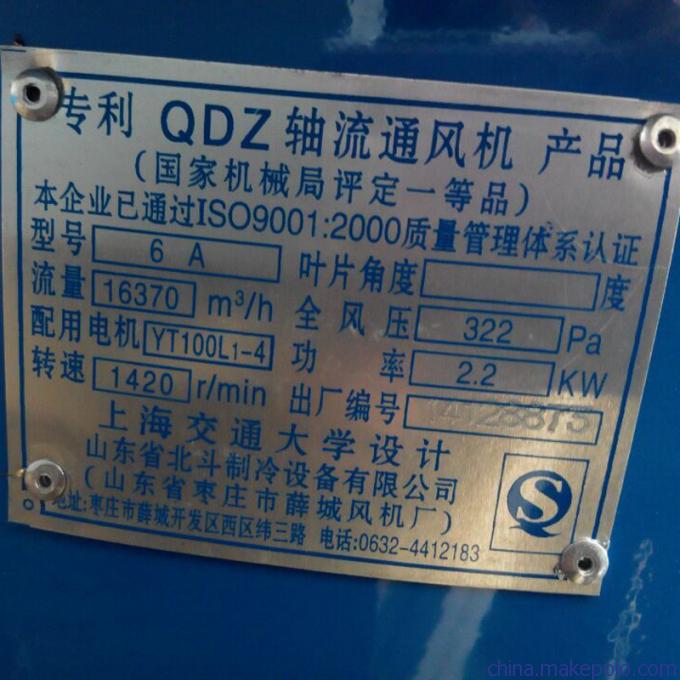 专利 QDZ 轴流通风机 产品
(国家机械局评定一等品)
本企业已通过ISO9001:2000质量管理体系认证
型号 6 A 叶片角度 度
流量 16370 m³/h 全风压 322 Pa
配用电机 YT100L1-4 功率 2.2 KW
转速 1420 r/min 出厂编号 14128873
上海交通大学设计
山东省北斗制冷设备有限公司
(山东省枣庄市薛城风机厂)
地址:枣庄市薛城开发区西区纬三路 电话:0632-4412183
china.makepolo.com